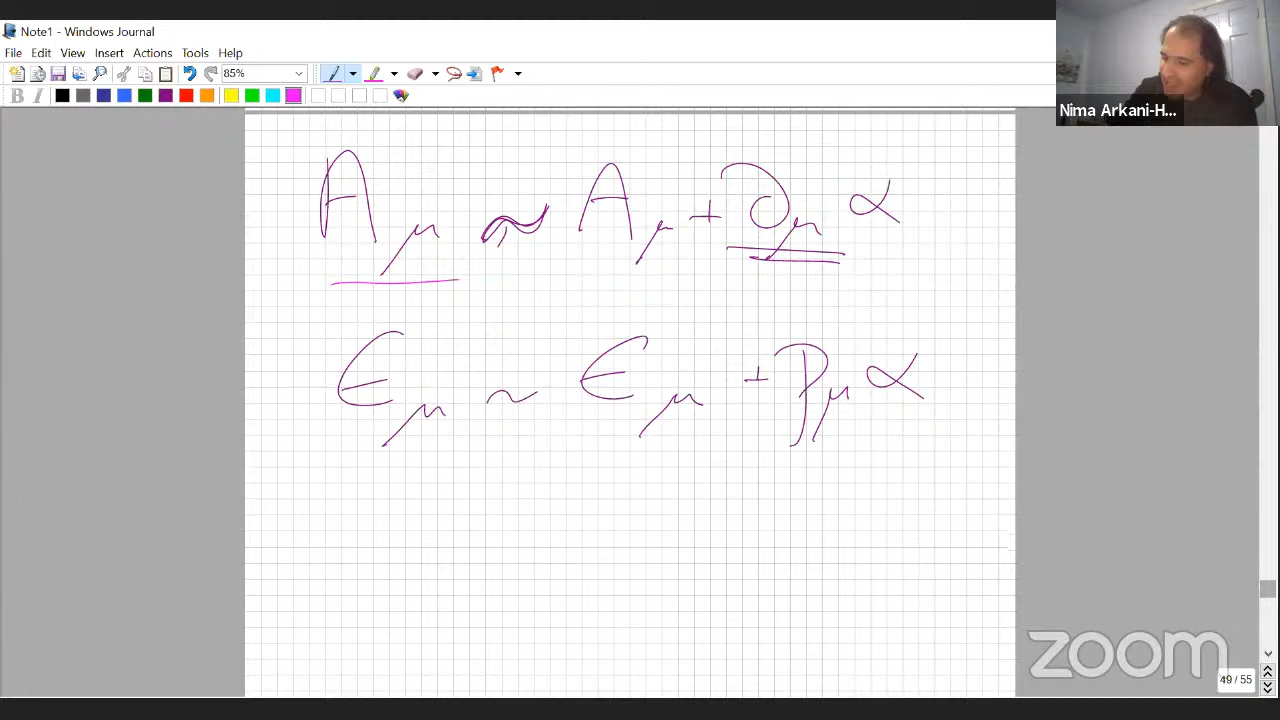 Note1 - Windows Journal
File Edit View Insert Actions Tools Help
85%
B I
Nima Arkani-H...
A_μ ≈ A_μ + ∂_μ α
ϵ_μ ~ ϵ_μ + p_μ α
zoom
49 / 55